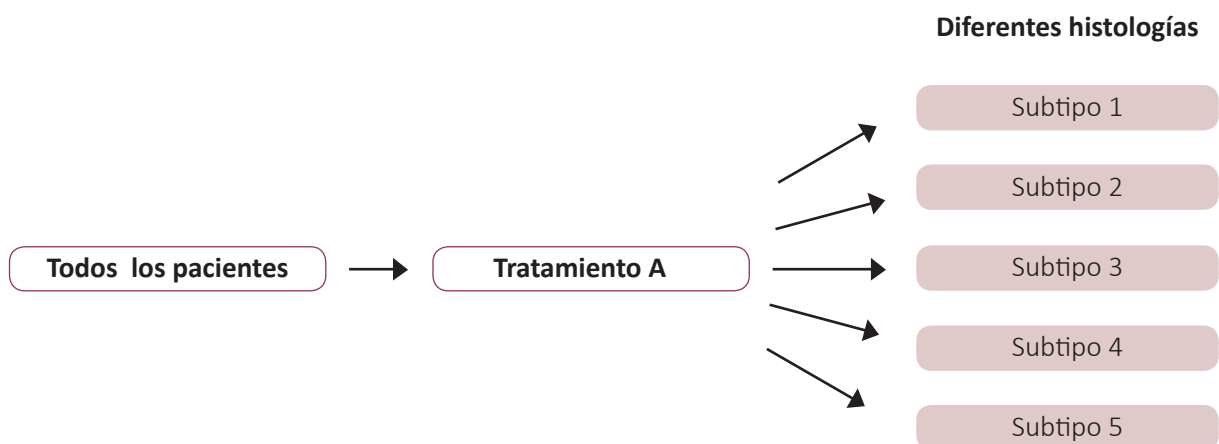 Diferentes histologías
Subtipo 1
Subtipo 2
Todos los pacientes
Tratamiento A
Subtipo 3
Subtipo 4
Subtipo 5